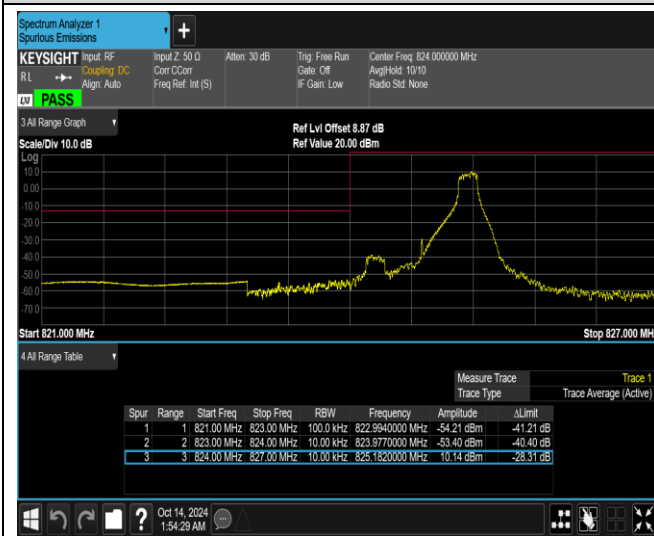 Spectrum Analyzer 1
Spurious Emissions
+
KEYSIGHT Input: RF Input Z: 50 Ω Atten: 30 dB Trig: Free Run Center Freq: 824.000000 MHz
R L Coupling: DC Corr CCorr Gate: Off Avg|Hold: 10/10
Align: Auto Freq Ref: Int (S) IF Gain: Low Radio Std: None
LXI PASS
3 All Range Graph
Ref Lvl Offset 8.87 dB
Scale/Div 10.0 dB Ref Value 20.00 dBm
Log
10.0
0.00
-10.0
-20.0
-30.0
-40.0
-50.0
-60.0
-70.0
Start 821.000 MHz Stop 827.000 MH
4 All Range Table
Measure Trace Trace 1
Trace Type Trace Average (Active)
Spur Range Start Freq Stop Freq RBW Frequency Amplitude ΔLimit
1 1 821.00 MHz 823.00 MHz 100.0 kHz 822.9940000 MHz -54.21 dBm -41.21 dB
2 2 823.00 MHz 824.00 MHz 10.00 kHz 823.9770000 MHz -53.40 dBm -40.40 dB
3 3 824.00 MHz 827.00 MHz 10.00 kHz 825.1820000 MHz 10.14 dBm -28.31 dB
? Oct 14, 2024
1:54:29 AM